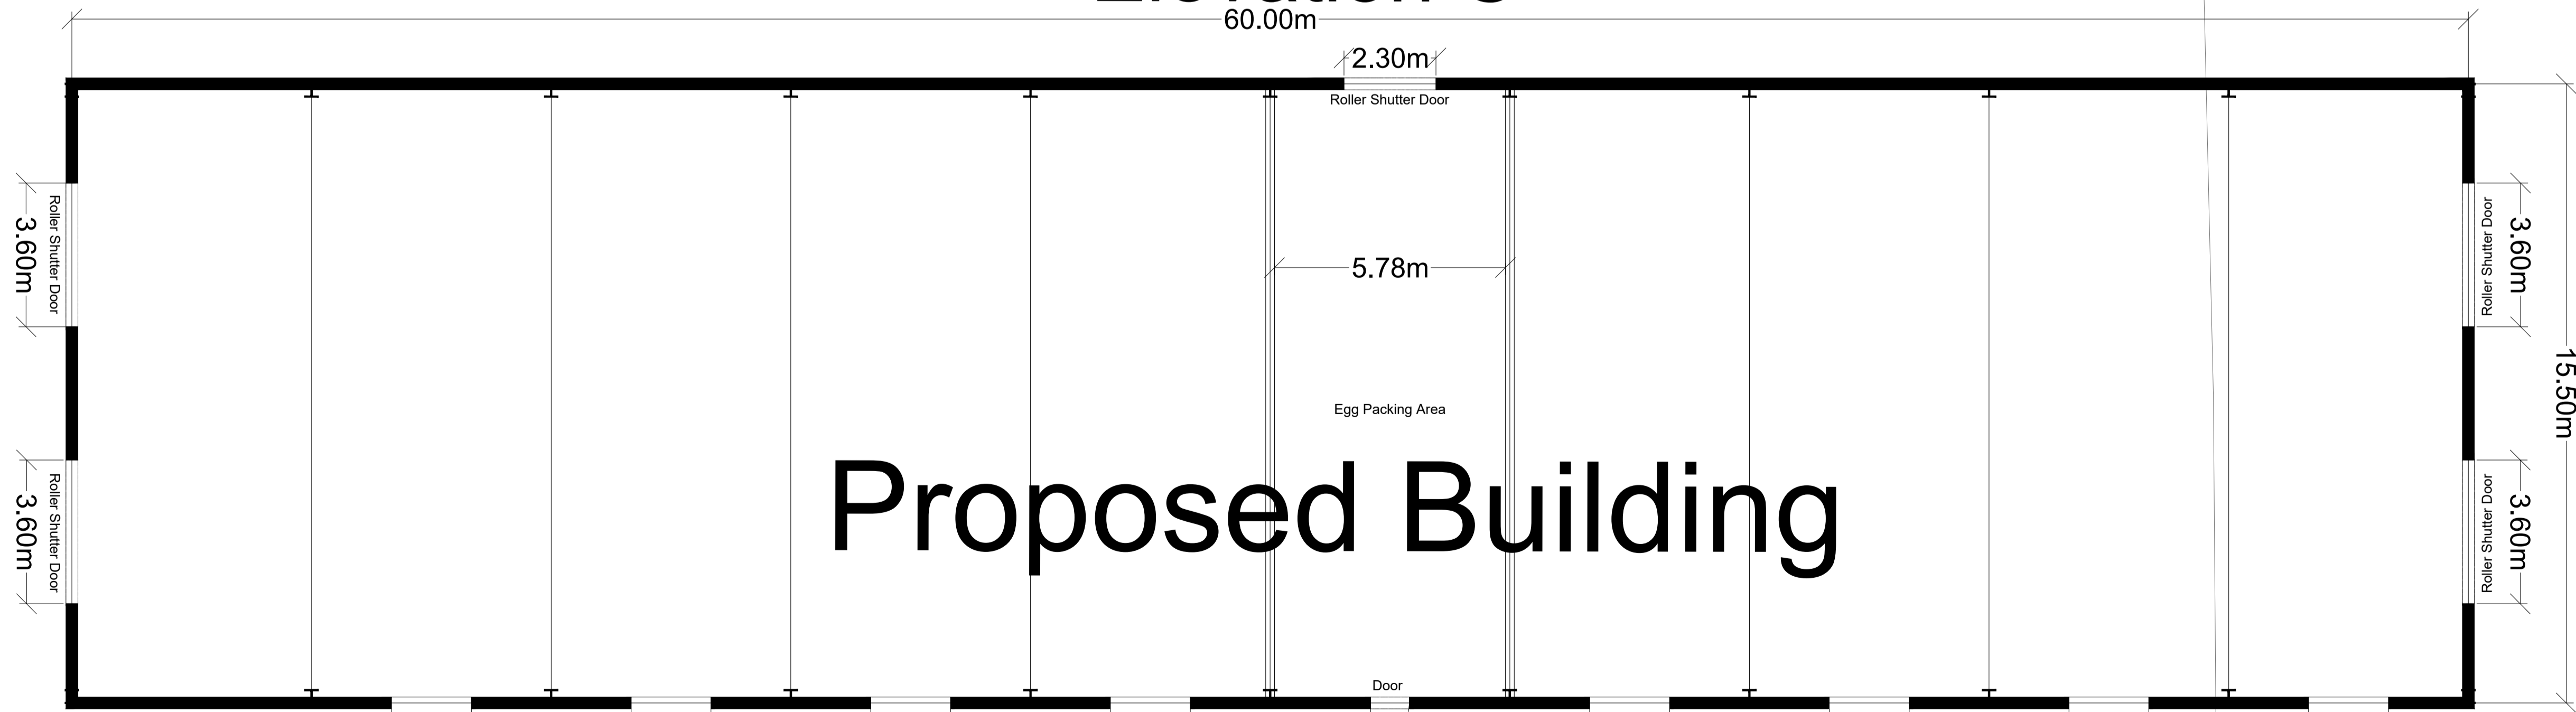 60.00m
2.30m
Roller Shutter Door
Roller Shutter Door
3.60m
Roller Shutter Door
3.60m
5.78m
15.50m
Egg Packing Area
Proposed Building
Roller Shutter Door
3.60m
Roller Shutter Door
3.60m
Door